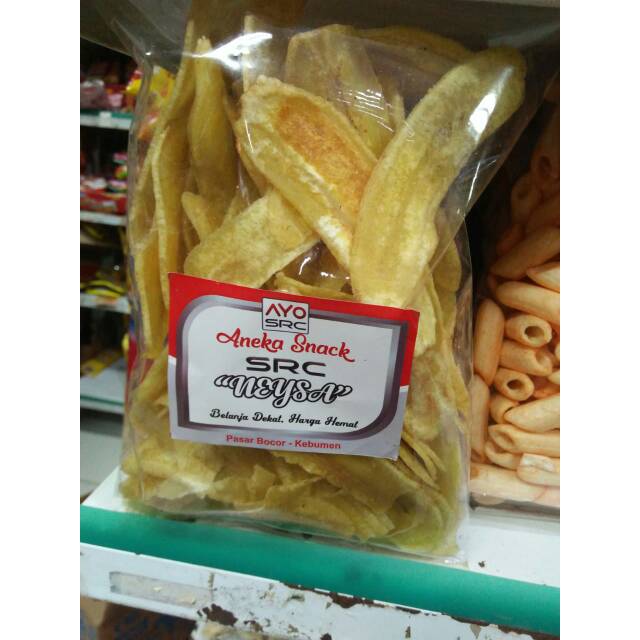 AYO
SRC
Aneka Snack
SRC
"NEYSA"
Belanja Dekat, Harga Hemat
Pasar Bocor - Kebumen